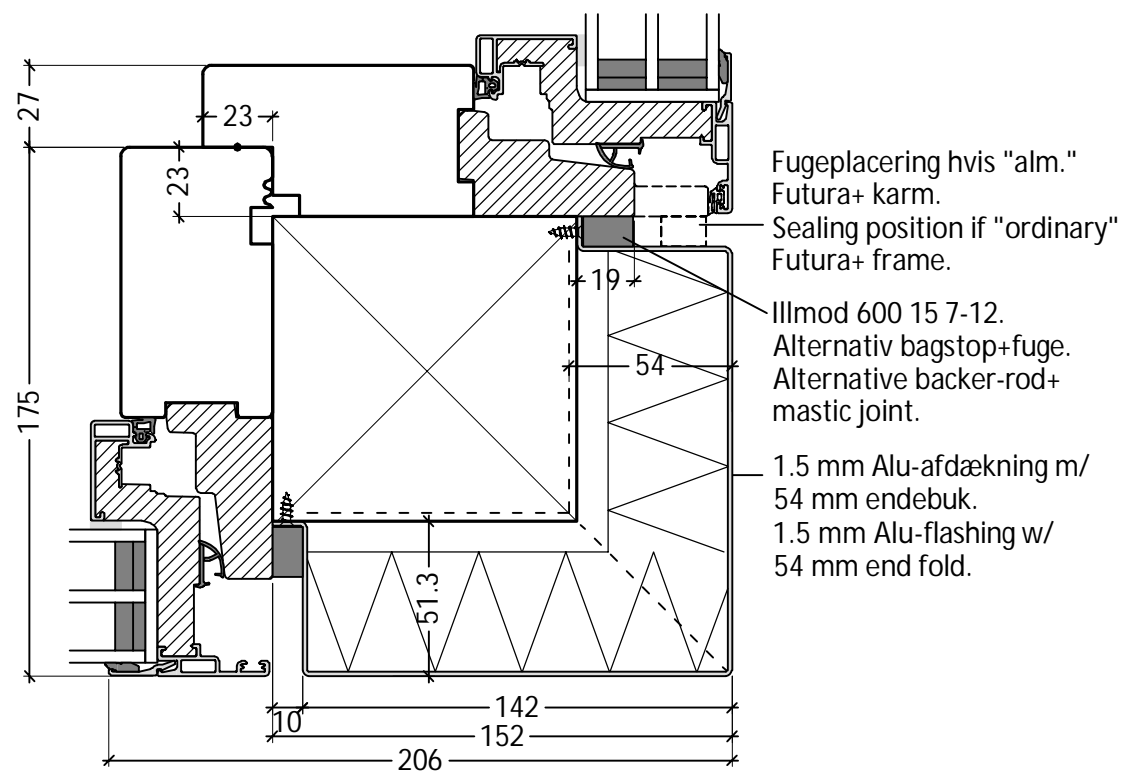 27
23
23
175
Fugeplacering hvis "alm."
Futura+ karm.
Sealing position if "ordinary"
Futura+ frame.
19
Illmod 600 15 7-12.
Alternativ bagstop+fuge.
Alternative backer-rod+
mastic joint.
54
1.5 mm Alu-afdækning m/
54 mm endebuk.
1.5 mm Alu-flashing w/
54 mm end fold.
51.3
142
10
152
206